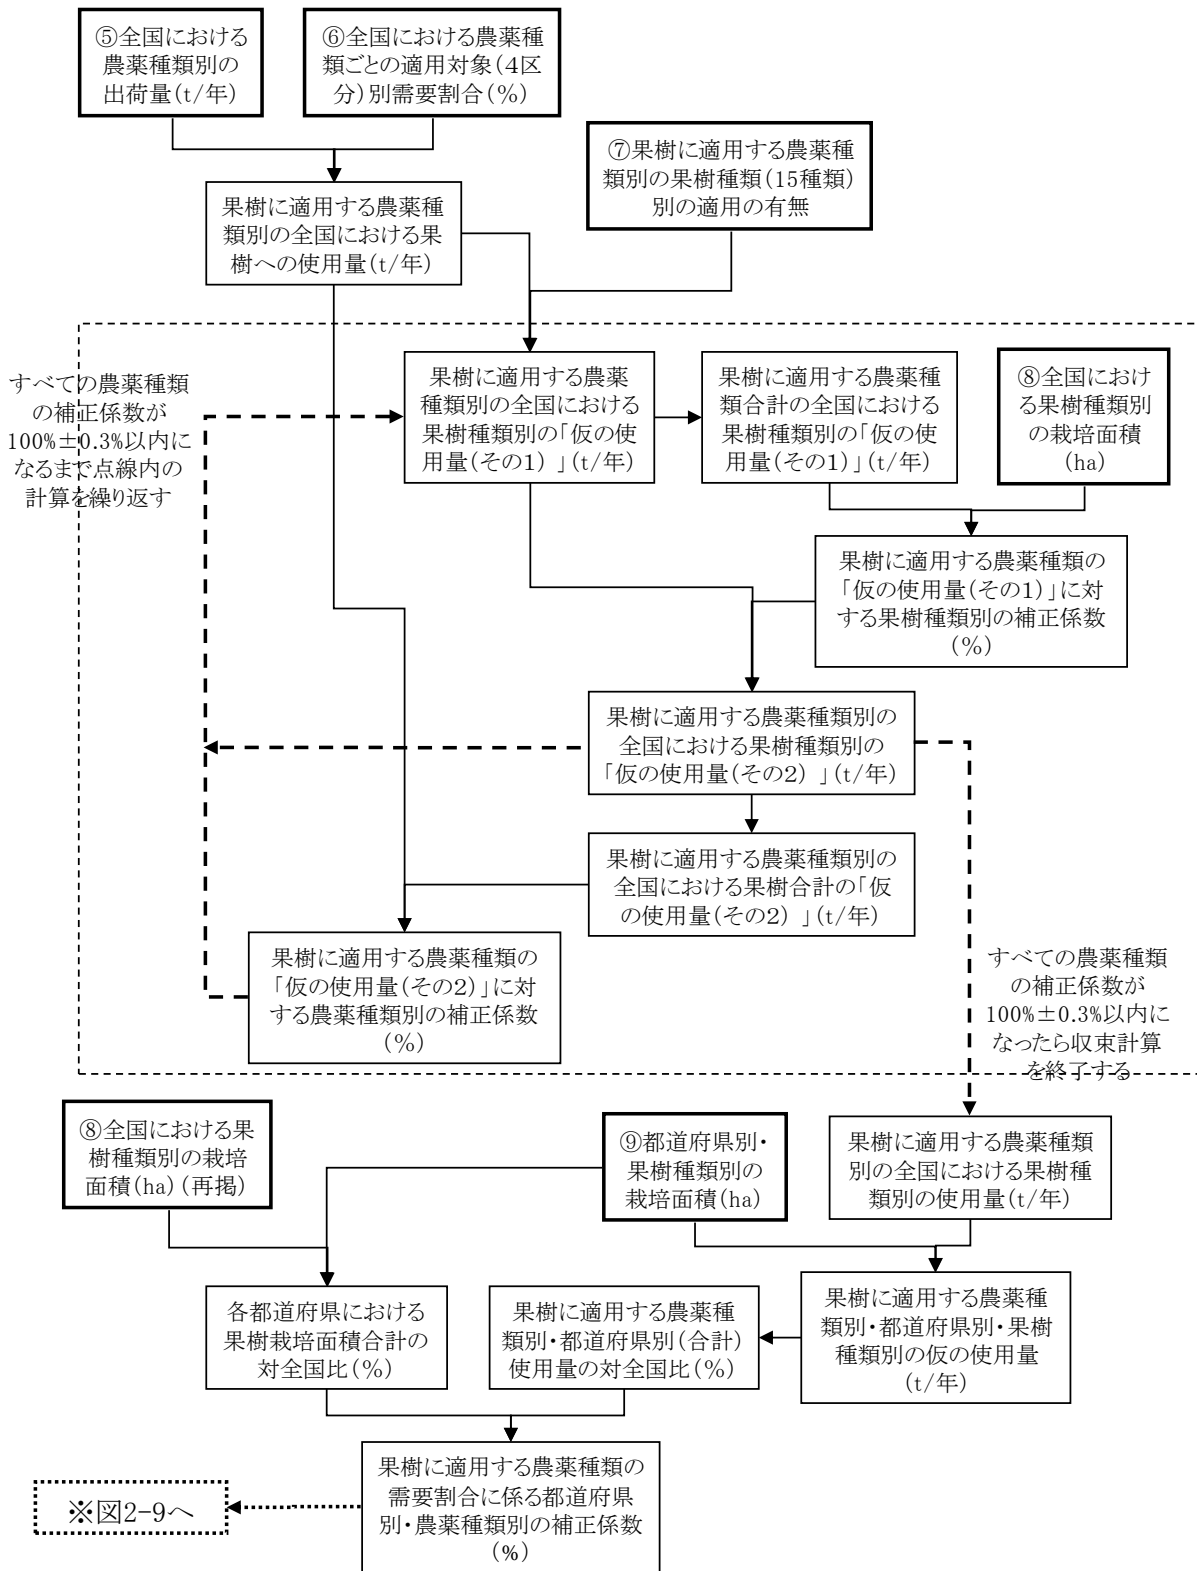 ⑤全国における
農薬種類別の
出荷量(t/年)
⑥全国における農薬種
類ごとの適用対象(4区
分)別需要割合(%)
⑦果樹に適用する農薬種
類別の果樹種類(15種類)
別の適用の有無
果樹に適用する農薬種
類別の全国における果
樹への使用量(t/年)
すべての農薬種類
の補正係数が
100%±0.3%以内に
なるまで点線内の
計算を繰り返す
果樹に適用する農薬
種類別の全国における
果樹種類別の「仮の使
用量(その1) 」(t/年)
果樹に適用する農薬種
類合計の全国における
果樹種類別の「仮の使
用量(その1)」(t/年)
⑧全国におけ
る果樹種類別
の栽培面積
(ha)
果樹に適用する農薬種類の
「仮の使用量(その1)」に対
する果樹種類別の補正係数
(%)
果樹に適用する農薬種類別の
全国における果樹種類別の
「仮の使用量(その2) 」(t/年)
果樹に適用する農薬種類別の
全国における果樹合計の「仮
の使用量(その2) 」(t/年)
果樹に適用する農薬種類の
「仮の使用量(その2)」に対
する農薬種類別の補正係数
(%)
すべての農薬種類
の補正係数が
100%±0.3%以内に
なったら収束計算
を終了する
⑧全国における果
樹種類別の栽培
面積(ha)(再掲)
⑨都道府県別・
果樹種類別の
栽培面積(ha)
果樹に適用する農薬種類
別の全国における果樹種
類別の使用量(t/年)
各都道府県における
果樹栽培面積合計の
対全国比(%)
果樹に適用する農薬種
類別・都道府県別(合計)
使用量の対全国比(%)
果樹に適用する農薬種
類別・都道府県別・果樹
種類別の仮の使用量
(t/年)
果樹に適用する農薬種類の
需要割合に係る都道府県
別・農薬種類別の補正係数
(%)
※図2-9へ